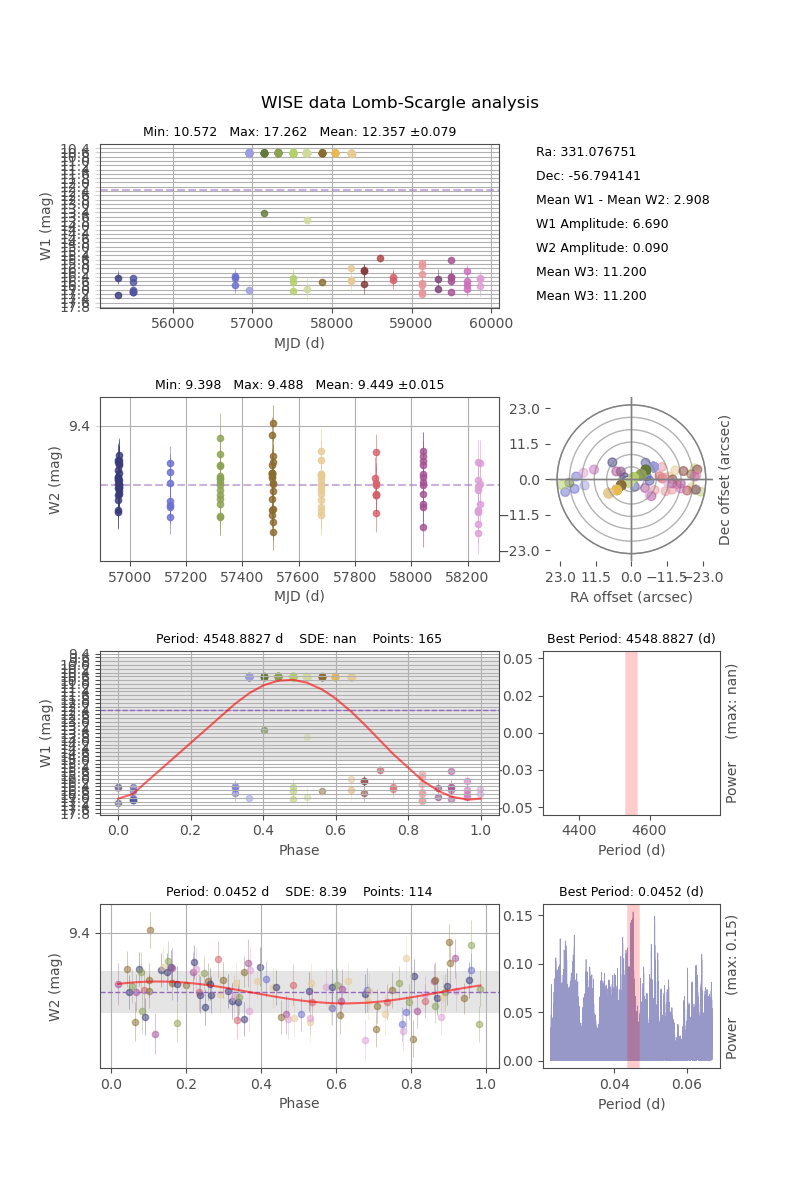 WISE data Lomb-Scargle analysis
Min: 10.572   Max: 17.262   Mean: 12.357 ±0.079
W1 (mag)
56000 57000 58000 59000 60000
MJD (d)
Ra: 331.076751
Dec: -56.794141
Mean W1 - Mean W2: 2.908
W1 Amplitude: 6.690
W2 Amplitude: 0.090
Mean W3: 11.200
Mean W3: 11.200
Min: 9.398   Max: 9.488   Mean: 9.449 ±0.015
9.4
W2 (mag)
57000 57200 57400 57600 57800 58000 58200
MJD (d)
23.0
11.5
0.0
−11.5
−23.0
Dec offset (arcsec)
23.0 11.5 0.0 −11.5 −23.0
RA offset (arcsec)
Period: 4548.8827 d    SDE: nan    Points: 165
W1 (mag)
0.0 0.2 0.4 0.6 0.8 1.0
Phase
Best Period: 4548.8827 (d)
0.05
0.02
0.00
−0.03
−0.05
Power    (max: nan)
4400 4600
Period (d)
Period: 0.0452 d    SDE: 8.39    Points: 114
9.4
W2 (mag)
0.0 0.2 0.4 0.6 0.8 1.0
Phase
Best Period: 0.0452 (d)
0.15
0.10
0.05
0.00
Power    (max: 0.15)
0.04 0.06
Period (d)